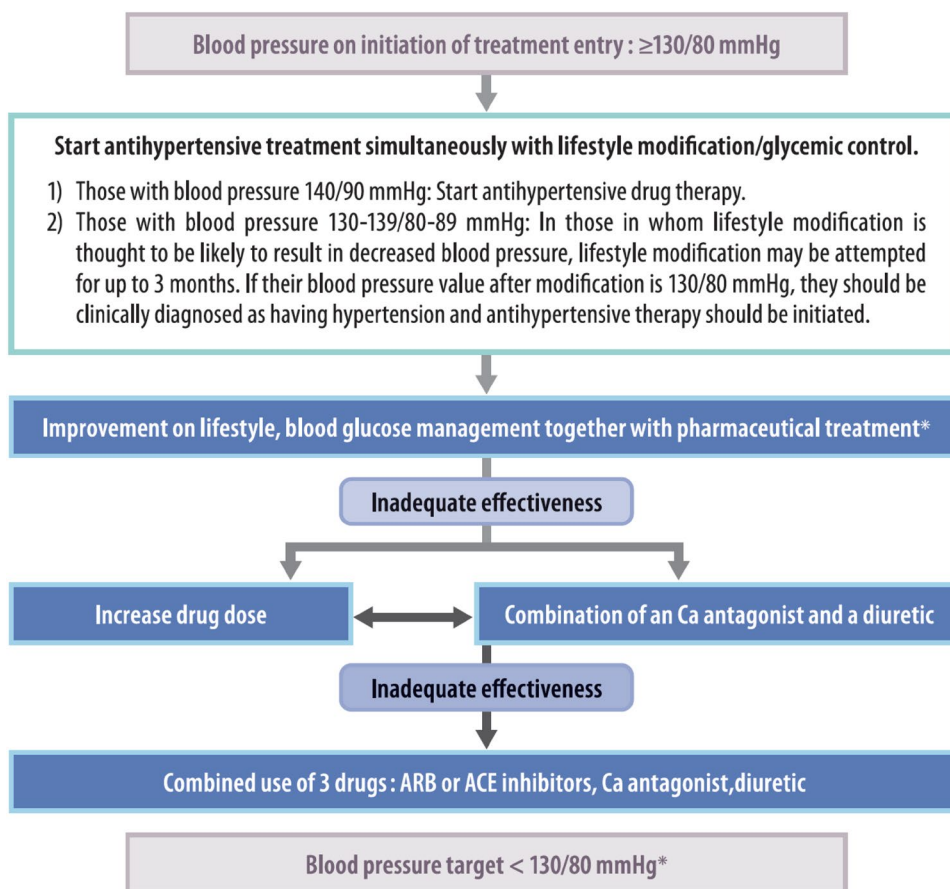 Blood pressure on initiation of treatment entry : ≥130/80 mmHg
Start antihypertensive treatment simultaneously with lifestyle modification/glycemic control.
1) Those with blood pressure 140/90 mmHg: Start antihypertensive drug therapy.
2) Those with blood pressure 130-139/80-89 mmHg: In those in whom lifestyle modification is
thought to be likely to result in decreased blood pressure, lifestyle modification may be attempted
for up to 3 months. If their blood pressure value after modification is 130/80 mmHg, they should be
clinically diagnosed as having hypertension and antihypertensive therapy should be initiated.
Improvement on lifestyle, blood glucose management together with pharmaceutical treatment*
Inadequate effectiveness
Increase drug dose
Combination of an Ca antagonist and a diuretic
Inadequate effectiveness
Combined use of 3 drugs : ARB or ACE inhibitors, Ca antagonist,diuretic
Blood pressure target < 130/80 mmHg*